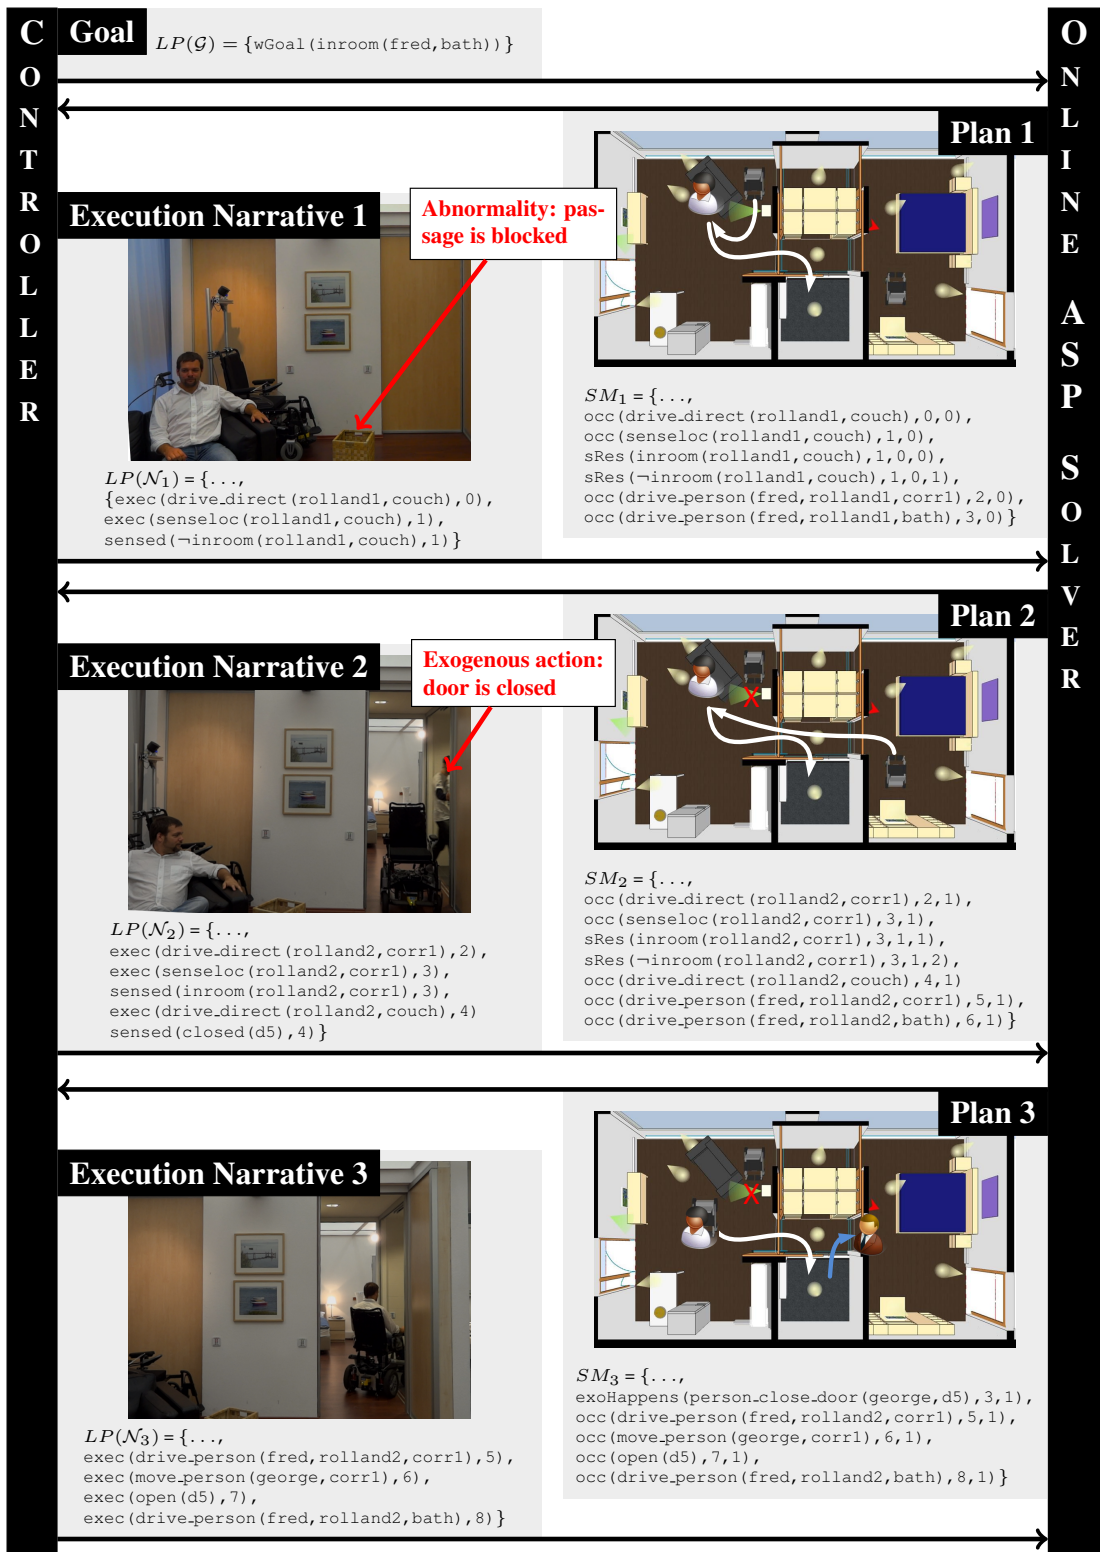 CONTROLLER
ONLINE ASP SOLVER
Goal
LP(𝒢) = {wGoal(inroom(fred,bath))}
Plan 1
Execution Narrative 1
Abnormality: pas-
sage is blocked
SM₁ = {...,
occ(drive_direct(rolland1,couch),0,0),
occ(senseloc(rolland1,couch),1,0),
sRes(inroom(rolland1,couch),1,0,0),
sRes(¬inroom(rolland1,couch),1,0,1),
occ(drive_person(fred,rolland1,corr1),2,0),
occ(drive_person(fred,rolland1,bath),3,0)}
LP(𝒩₁) = {...,
{exec(drive_direct(rolland1,couch),0),
exec(senseloc(rolland1,couch),1),
sensed(¬inroom(rolland1,couch),1)}
Plan 2
Execution Narrative 2
Exogenous action:
door is closed
SM₂ = {...,
occ(drive_direct(rolland2,corr1),2,1),
occ(senseloc(rolland2,corr1),3,1),
sRes(inroom(rolland2,corr1),3,1,1),
sRes(¬inroom(rolland2,corr1),3,1,2),
occ(drive_direct(rolland2,couch),4,1)
occ(drive_person(fred,rolland2,corr1),5,1),
occ(drive_person(fred,rolland2,bath),6,1)}
LP(𝒩₂) = {...,
exec(drive_direct(rolland2,corr1),2),
exec(senseloc(rolland2,corr1),3),
sensed(inroom(rolland2,corr1),3),
exec(drive_direct(rolland2,couch),4)
sensed(closed(d5),4)}
Plan 3
Execution Narrative 3
SM₃ = {...,
exoHappens(person_close_door(george,d5),3,1),
occ(drive_person(fred,rolland2,corr1),5,1),
occ(move_person(george,corr1),6,1),
occ(open(d5),7,1),
occ(drive_person(fred,rolland2,bath),8,1)}
LP(𝒩₃) = {...,
exec(drive_person(fred,rolland2,corr1),5),
exec(move_person(george,corr1),6),
exec(open(d5),7),
exec(drive_person(fred,rolland2,bath),8)}